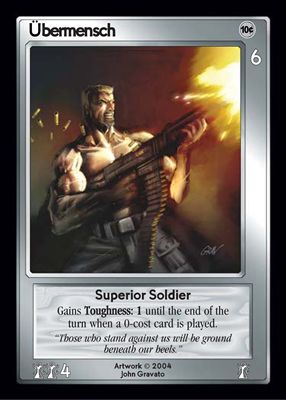 Übermensch
10¢
6
Superior Soldier
Gains Toughness: 1 until the end of the
turn when a 0-cost card is played.
“Those who stand against us will be ground
beneath our heels.”
4
Artwork © 2004
John Gravato